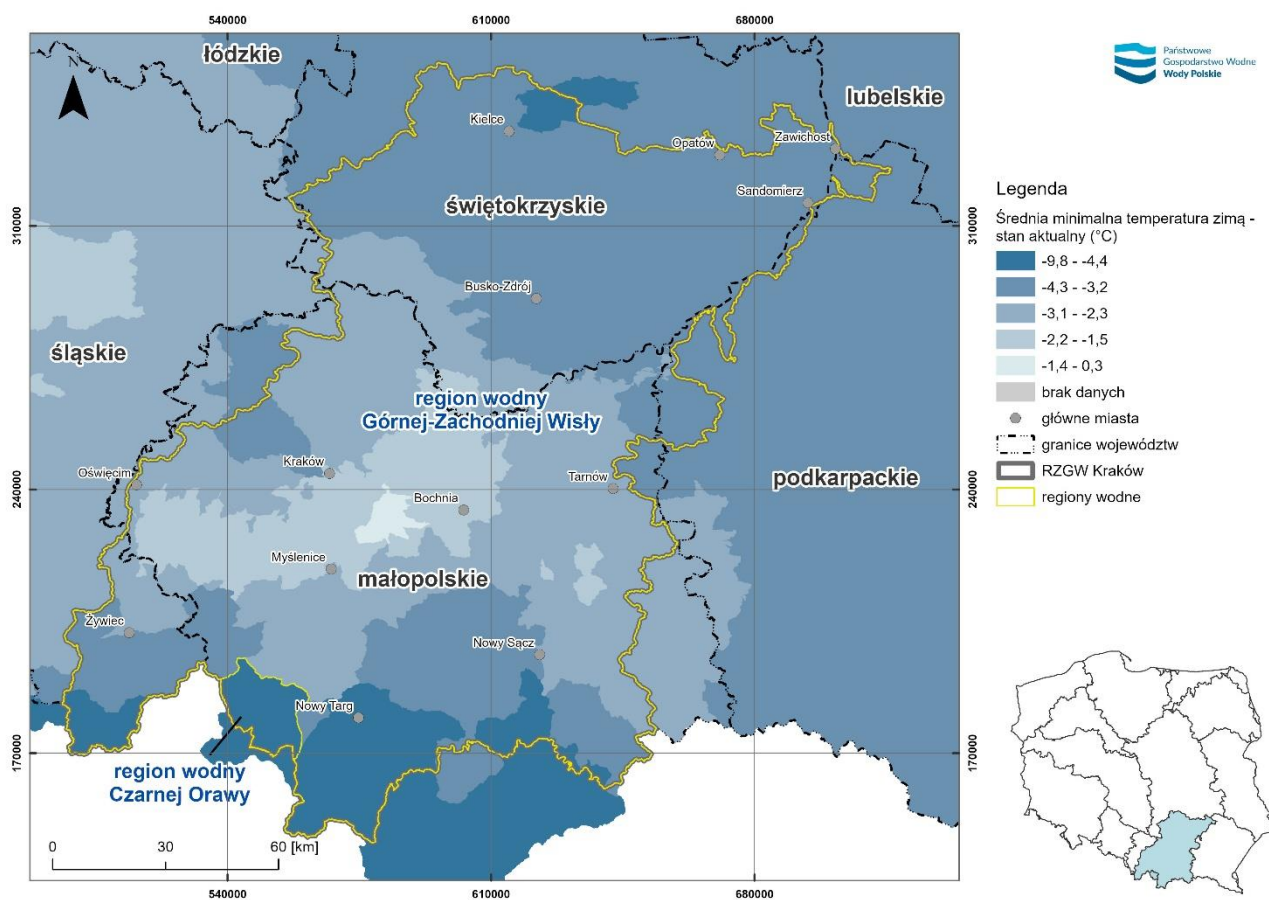 540000
610000
680000
łódzkie
N
Państwowe
Gospodarstwo Wodne
Wody Polskie
lubelskie
Kielce
Opatów
Zawichost
Sandomierz
świętokrzyskie
310000
310000
Legenda
Średnia minimalna temperatura zimą -
stan aktualny (°C)
-9,8 - -4,4
-4,3 - -3,2
-3,1 - -2,3
-2,2 - -1,5
-1,4 - 0,3
brak danych
główne miasta
granice województw
RZGW Kraków
regiony wodne
Busko-Zdrój
śląskie
region wodny
Górnej-Zachodniej Wisły
Oświęcim
Kraków
Tarnów
podkarpackie
240000
240000
Bochnia
Myślenice
małopolskie
Żywiec
Nowy Sącz
Nowy Targ
170000
170000
region wodny
Czarnej Orawy
0
30
60 [km]
540000
610000
680000